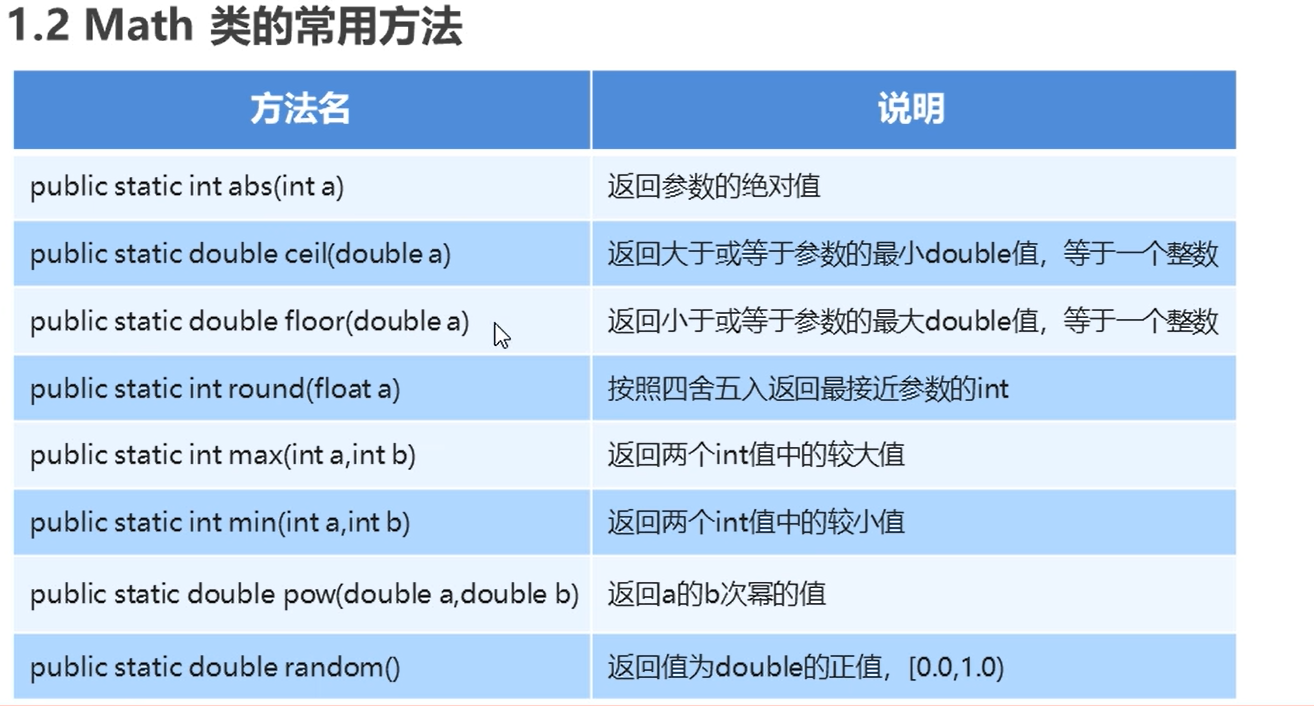 1.2 Math 类的常用方法
方法名 说明
public static int abs(int a) 返回参数的绝对值
public static double ceil(double a) 返回大于或等于参数的最小double值，等于一个整数
public static double floor(double a) 返回小于或等于参数的最大double值，等于一个整数
public static int round(float a) 按照四舍五入返回最接近参数的int
public static int max(int a,int b) 返回两个int值中的较大值
public static int min(int a,int b) 返回两个int值中的较小值
public static double pow(double a,double b) 返回a的b次幂的值
public static double random() 返回值为double的正值，[0.0,1.0)